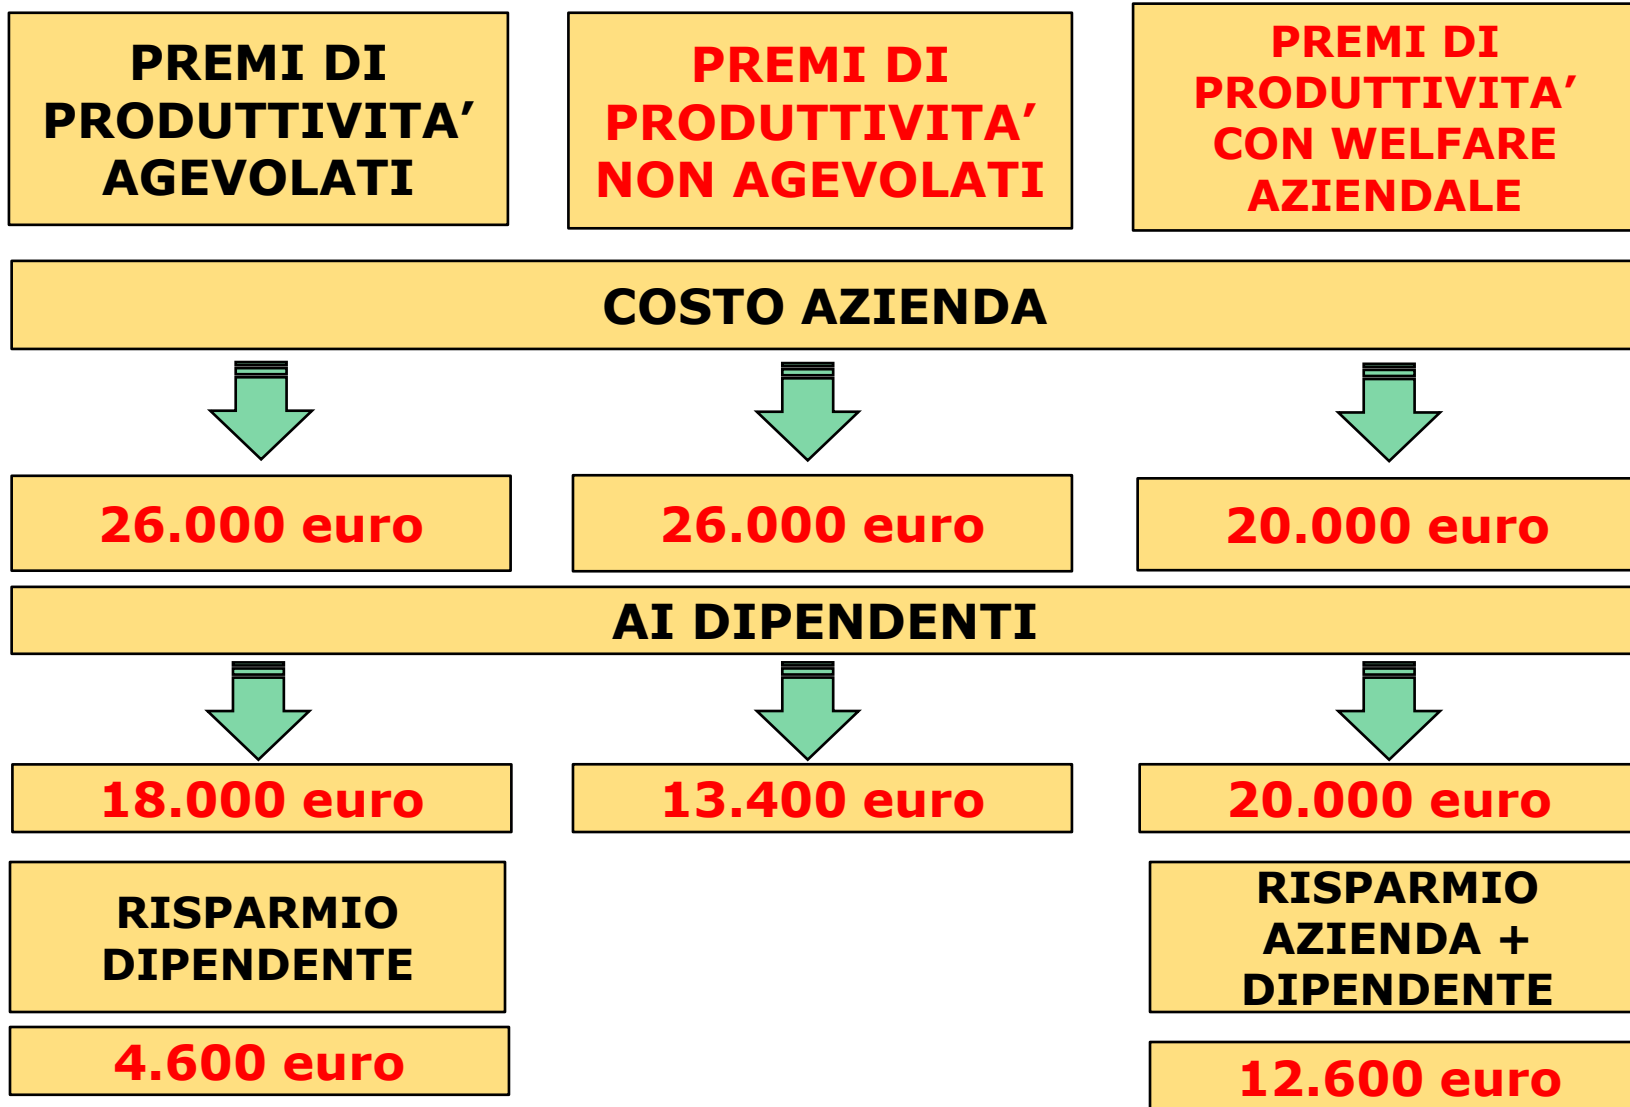 PREMI DI
PRODUTTIVITA’
AGEVOLATI
PREMI DI
PRODUTTIVITA’
NON AGEVOLATI
PREMI DI
PRODUTTIVITA’
CON WELFARE
AZIENDALE
COSTO AZIENDA
26.000 euro
26.000 euro
20.000 euro
AI DIPENDENTI
18.000 euro
13.400 euro
20.000 euro
RISPARMIO
DIPENDENTE
RISPARMIO
AZIENDA +
DIPENDENTE
4.600 euro
12.600 euro